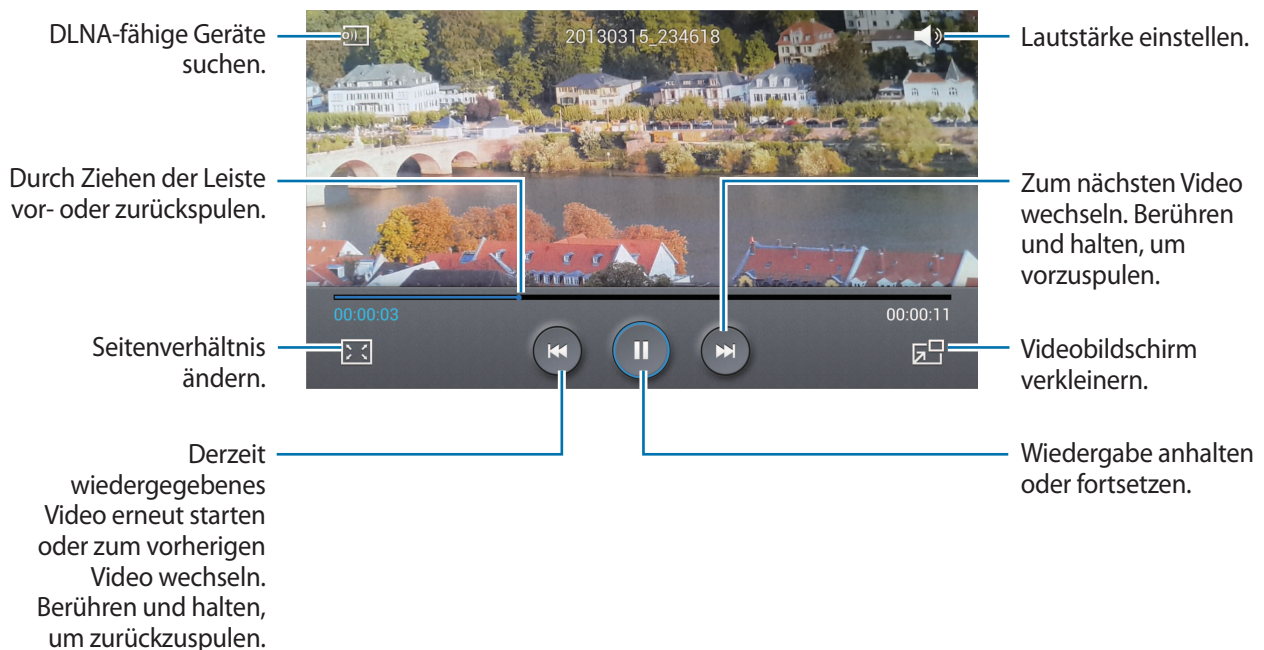 DLNA-fähige Geräte
suchen.
20130315_234618
Lautstärke einstellen.
Durch Ziehen der Leiste
vor- oder zurückspulen.
Zum nächsten Video
wechseln. Berühren
und halten, um
vorzuspulen.
00:00:03
00:00:11
Seitenverhältnis
ändern.
Videobildschirm
verkleinern.
Derzeit
wiedergegebenes
Video erneut starten
oder zum vorherigen
Video wechseln.
Berühren und halten,
um zurückzuspulen.
Wiedergabe anhalten
oder fortsetzen.